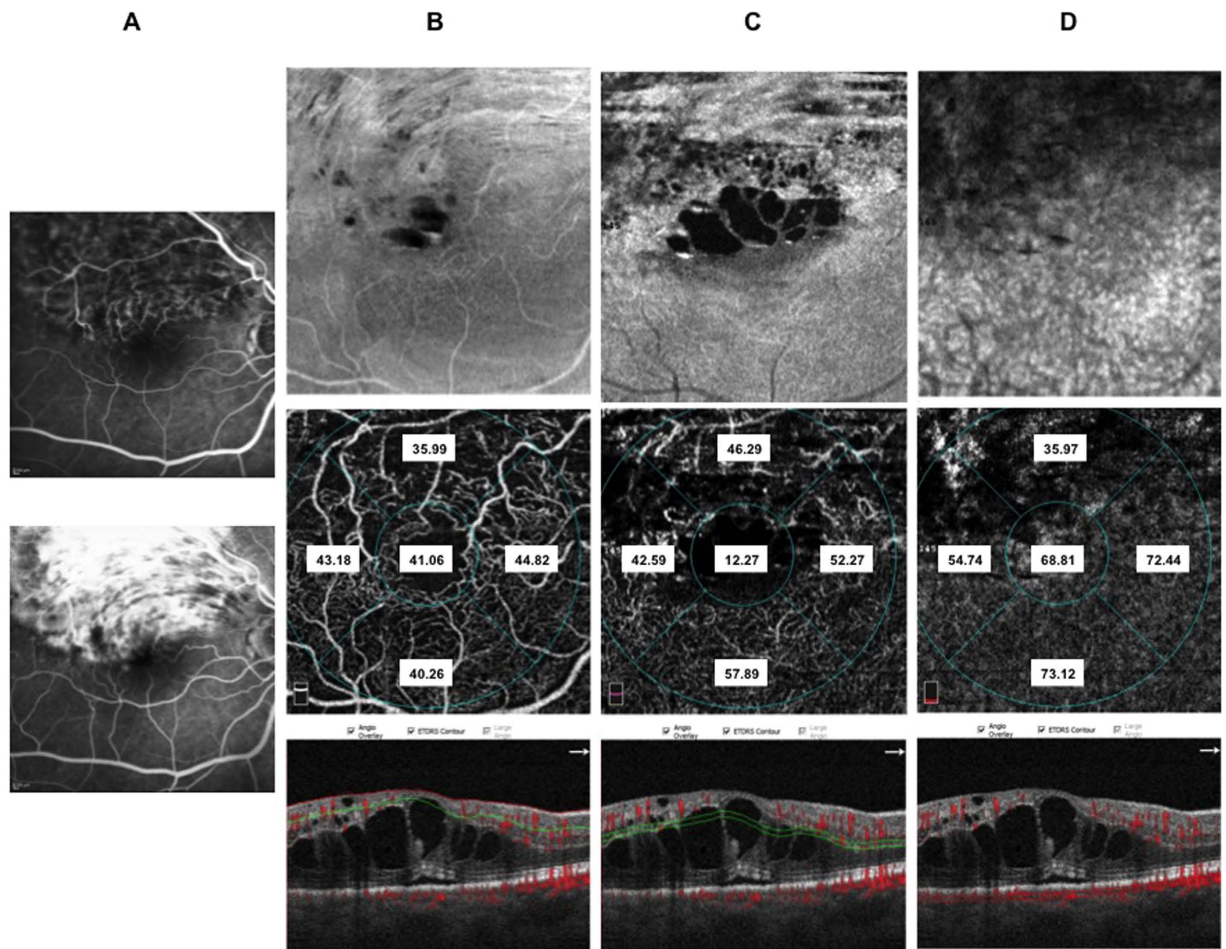 A B C D
35.99 46.29 35.97
43.18 41.06 44.82 42.59 12.27 52.27 54.74 68.81 72.44
40.26 57.89 73.12
Angio Overlay ETDRS Contour Large Angio
Angio Overlay ETDRS Contour Large Angio
Angio Overlay ETDRS Contour Large Angio